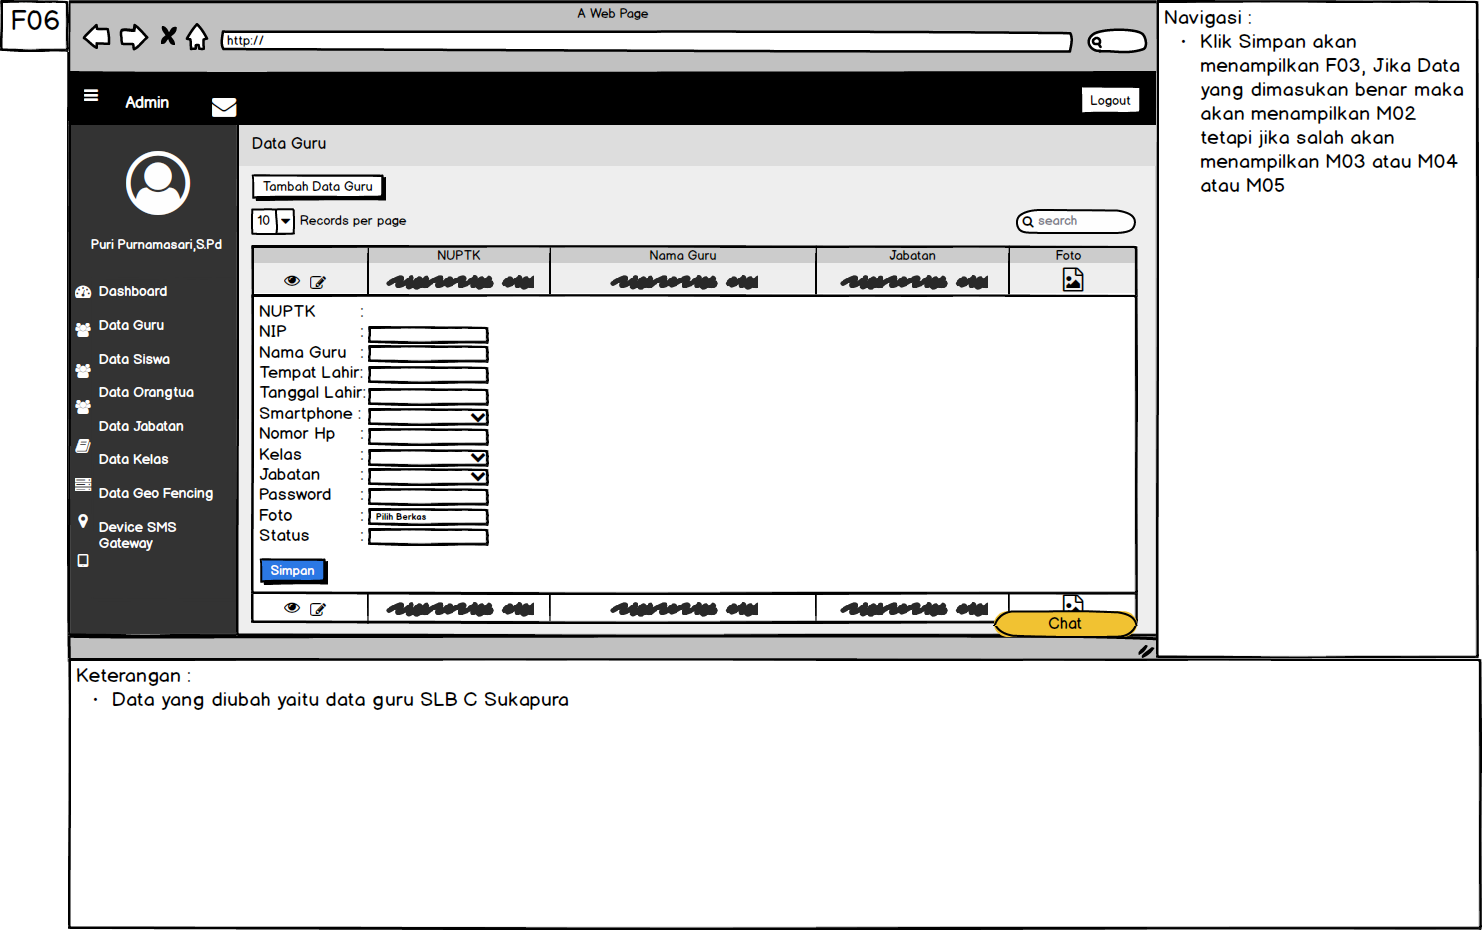 F06
A Web Page
http://
Admin
Logout
Puri Purnamasari,S.Pd
Dashboard
Data Guru
Data Siswa
Data Orangtua
Data Jabatan
Data Kelas
Data Geo Fencing
Device SMS
Gateway
Data Guru
Tambah Data Guru
10 Records per page
search
NUPTK Nama Guru Jabatan Foto
NUPTK :
NIP :
Nama Guru :
Tempat Lahir:
Tanggal Lahir:
Smartphone :
Nomor Hp :
Kelas :
Jabatan :
Password :
Foto : Pilih Berkas
Status :
Simpan
Chat
Navigasi :
• Klik Simpan akan
menampilkan F03, Jika Data
yang dimasukan benar maka
akan menampilkan M02
tetapi jika salah akan
menampilkan M03 atau M04
atau M05
Keterangan :
• Data yang diubah yaitu data guru SLB C Sukapura